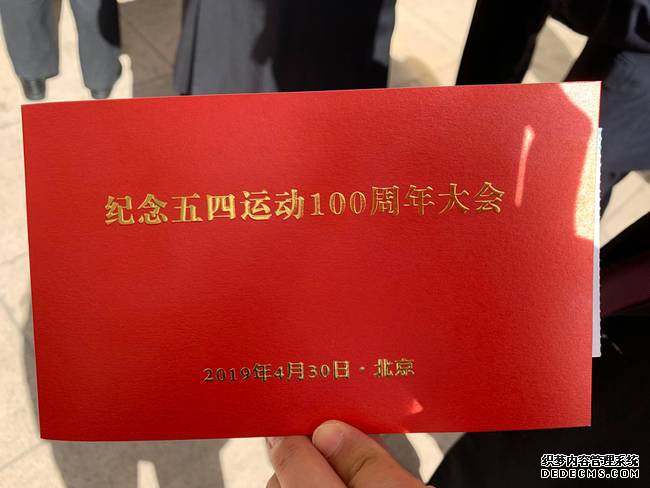 纪念五四运动100周年大会
2019年4月30日·北京
织梦内容管理系统
DEDECMS.COM